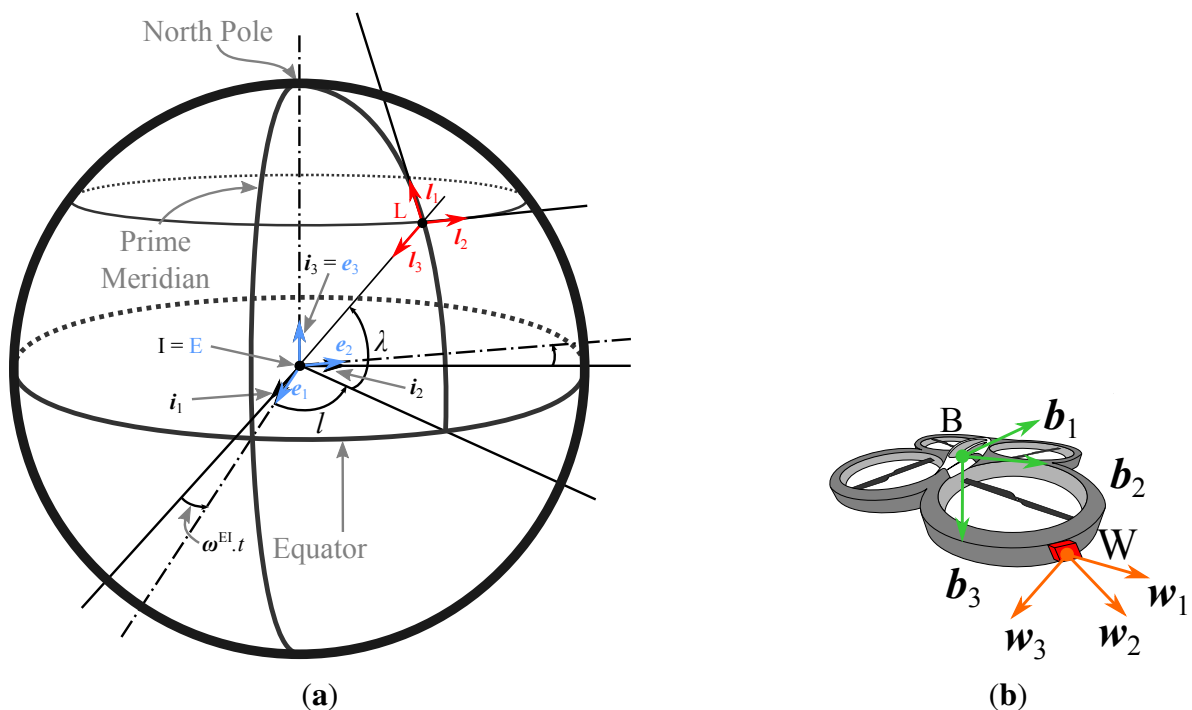 North Pole
l₁
L
l₂
l₃
Prime
Meridian
i₃ = e₃
I = E
e₂
λ
e₁
i₂
i₁
l
ω^EI.t
Equator
(a)
B
b₁
b₂
W
b₃
w₁
w₃
w₂
(b)